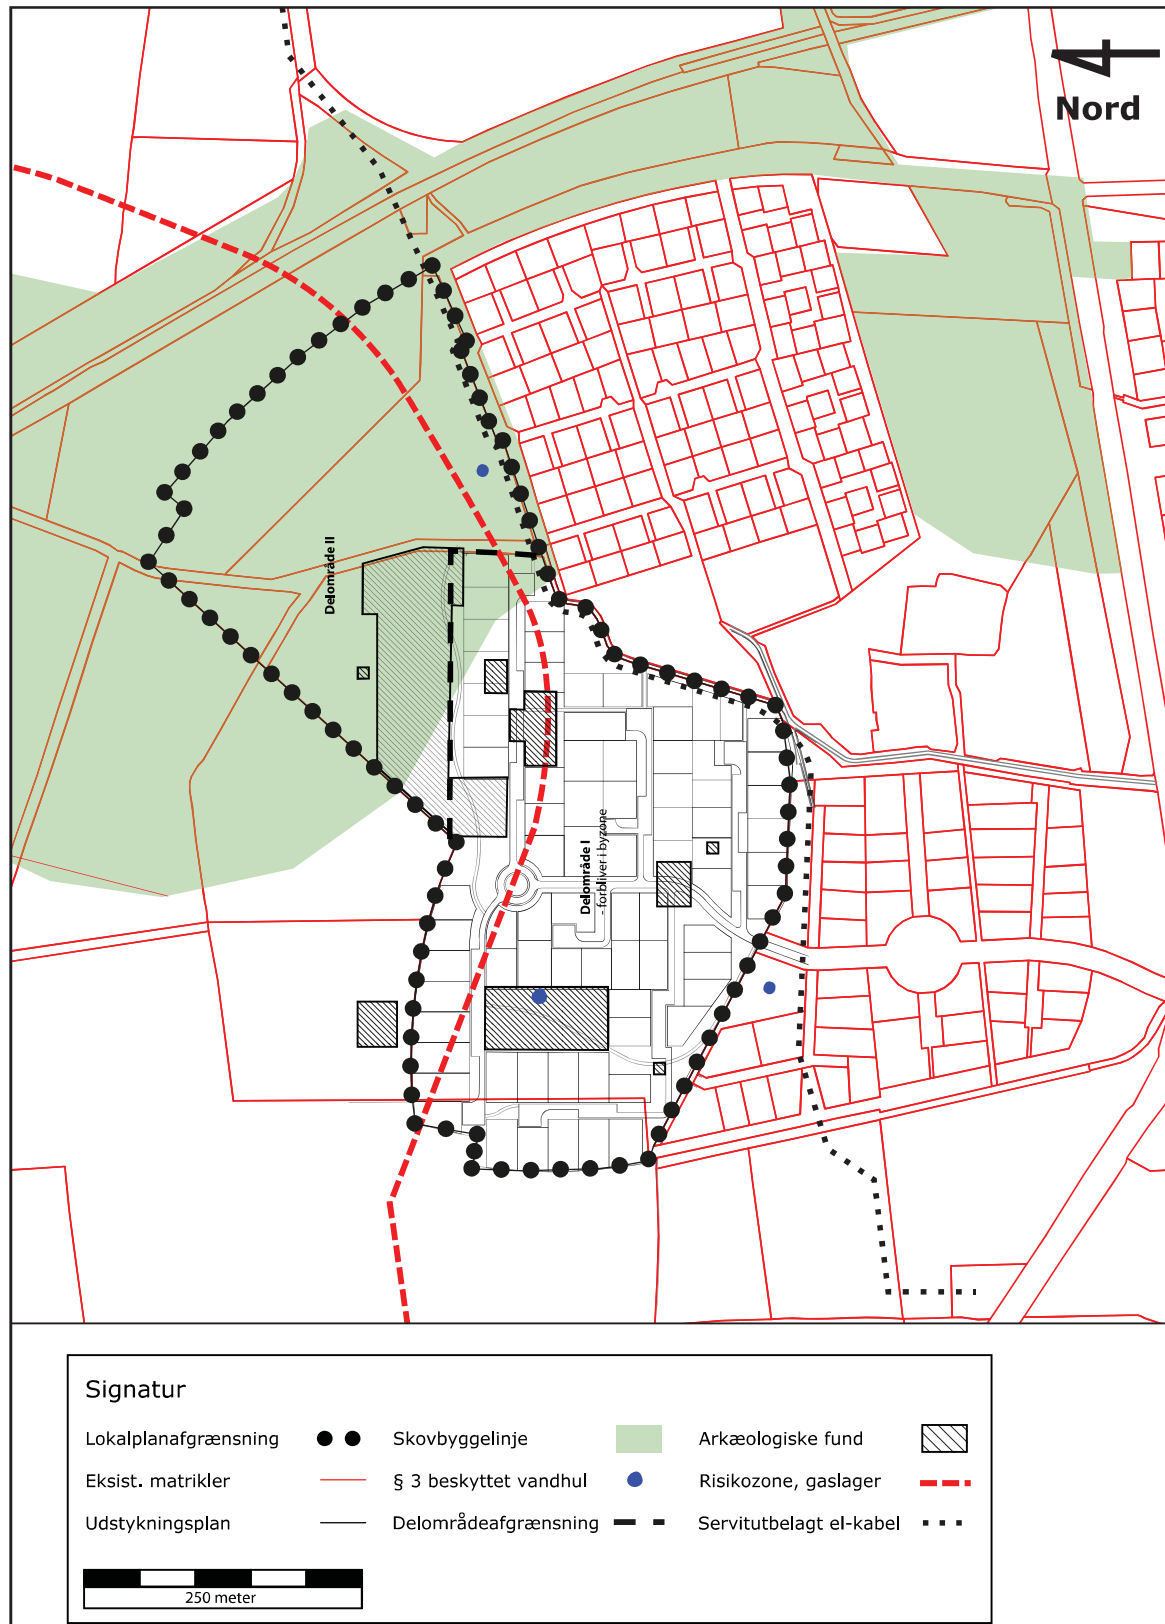 Nord
Delområde II
Delområde I
- forbliver i byzone
Signatur
Lokalplanafgrænsning
Skovbyggelinje
Arkæologiske fund
Eksist. matrikler
§ 3 beskyttet vandhul
Risikozone, gaslager
Udstykningsplan
Delområdeafgrænsning
Servitutbelagt el-kabel
250 meter